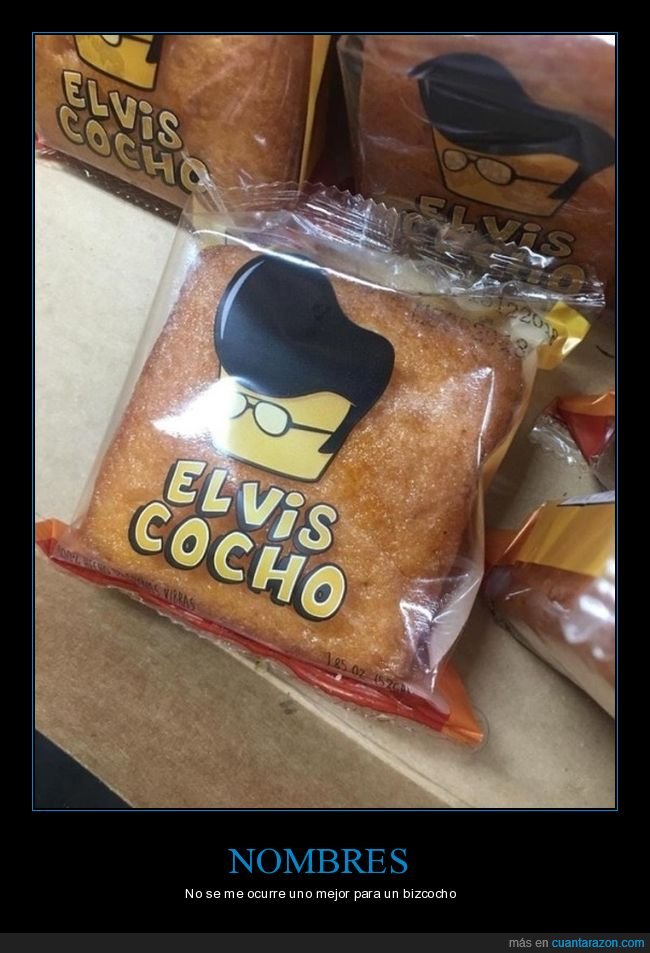 ELViS
COCHO
ELViS
ELViS
COCHO
NOMBRES
No se me ocurre uno mejor para un bizcocho
más en cuantarazon.com